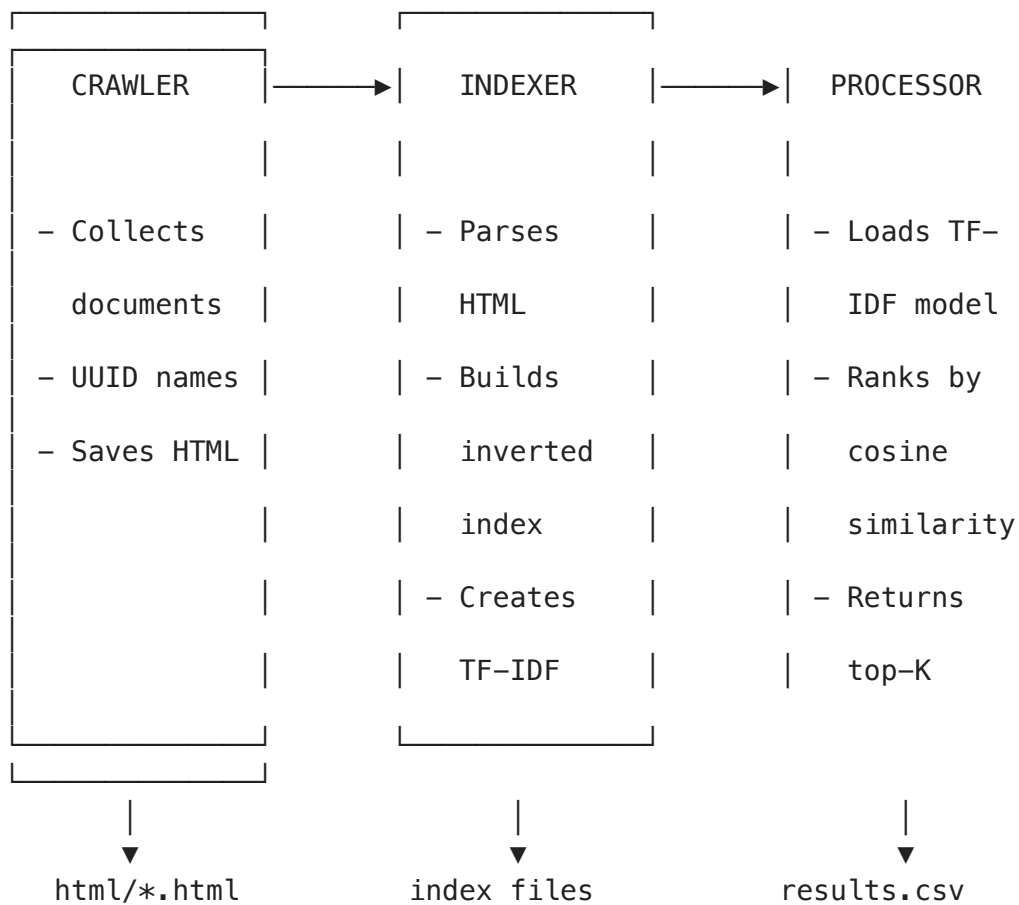 CRAWLER INDEXER PROCESSOR
- Collects - Parses - Loads TF-
documents HTML IDF model
- UUID names - Builds - Ranks by
- Saves HTML inverted cosine
index similarity
- Creates - Returns
TF-IDF top-K
html/*.html index files results.csv